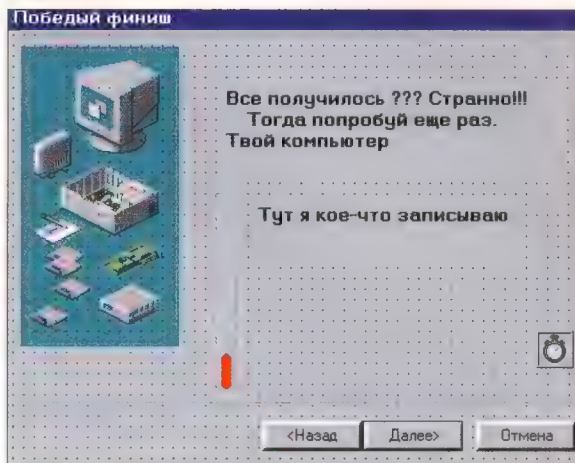 Победый финиш
Все получилось ??? Странно!!!
Тогда попробуй еще раз.
Твой компьютер
Тут я кое-что записываю
<Назад
Далее>
Отмена